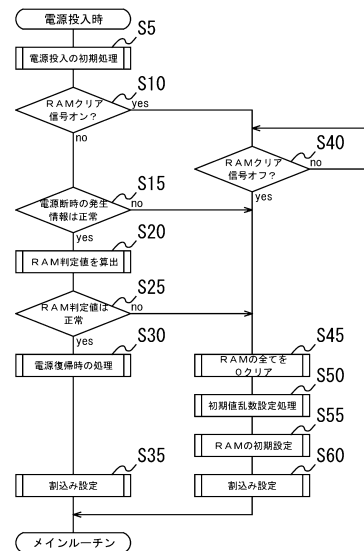 電源投入時
S5
電源投入の初期処理
S10
RAMクリア
信号オン?
yes
no
S40
RAMクリア
信号オフ?
no
yes
S15
電源断時の発生
情報は正常
no
yes
S20
RAM判定値を算出
S25
RAM判定値は
正常
no
yes
S30
電源復帰時の処理
S45
RAMの全てを
0クリア
S50
初期値乱数設定処理
S55
RAMの初期設定
S35
割込み設定
S60
割込み設定
メインルーチン